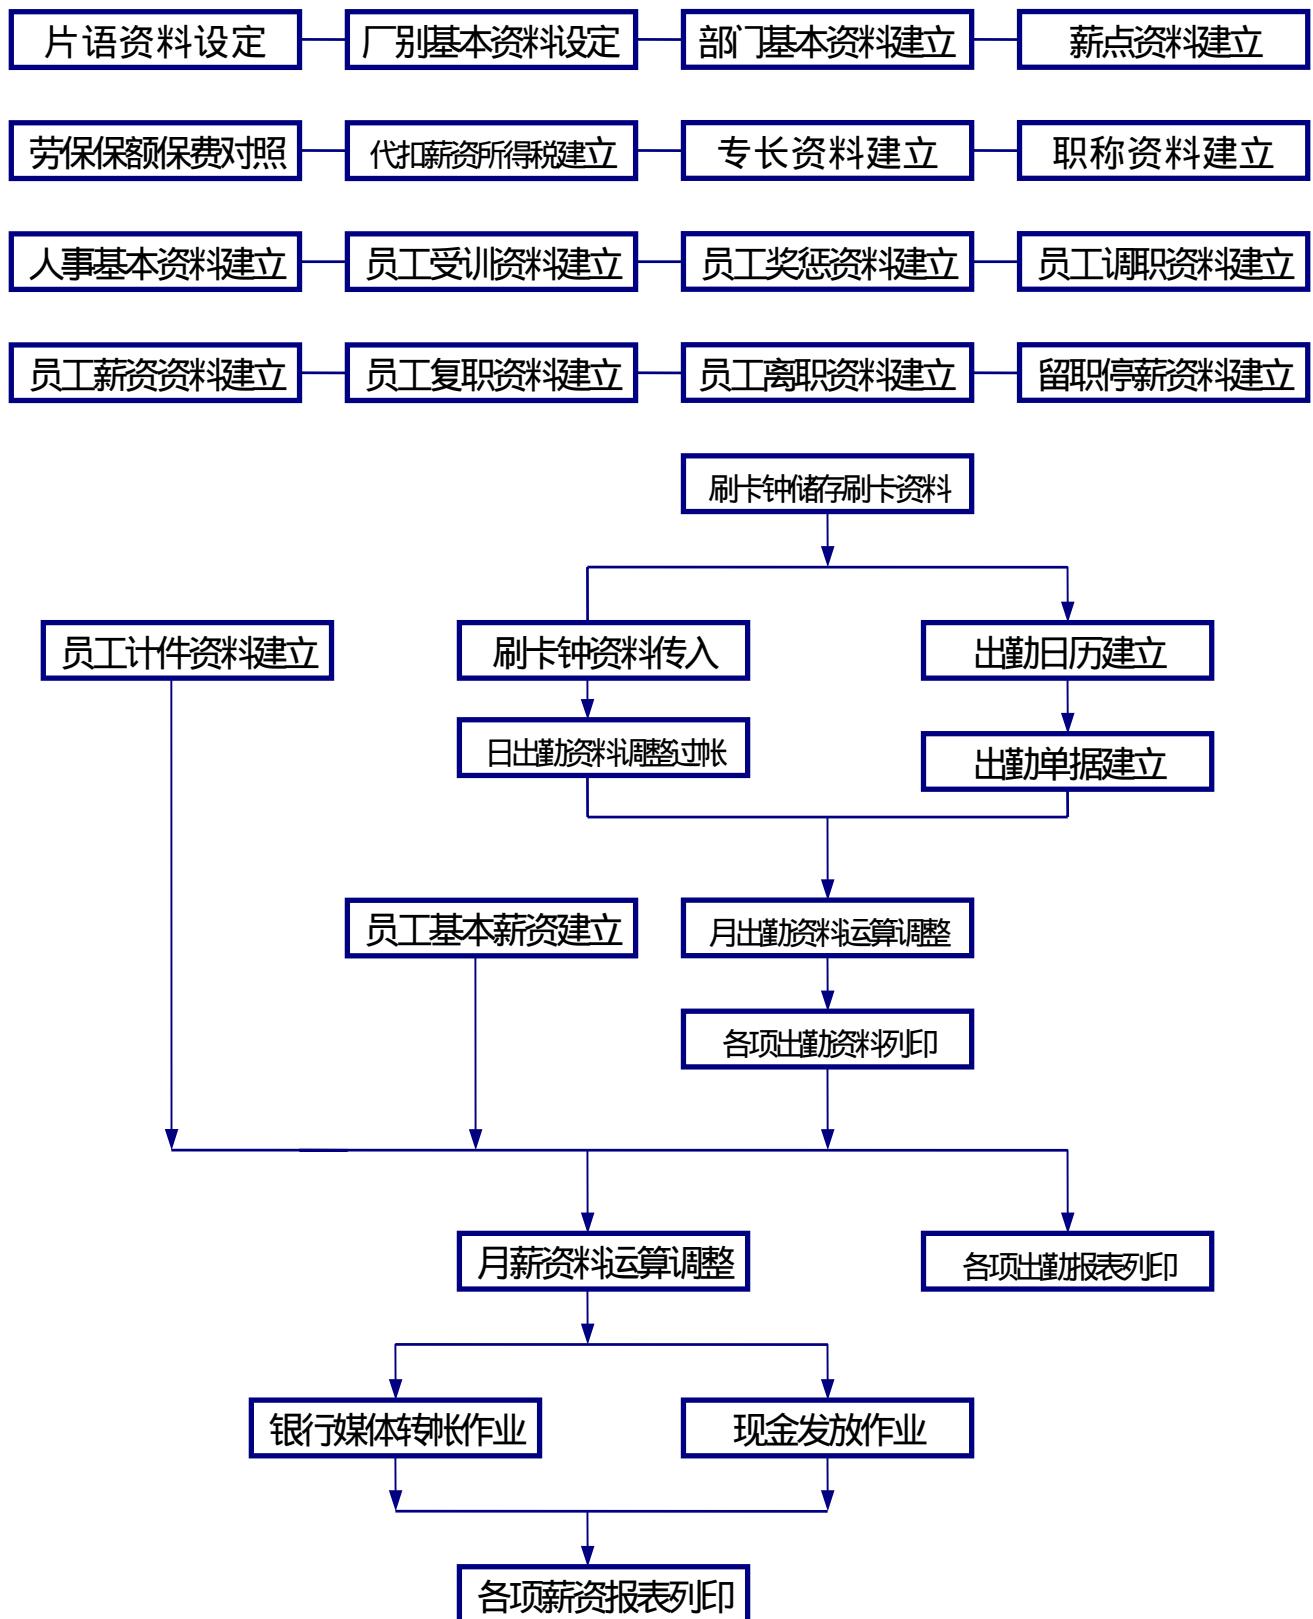 片语资料设定
厂别基本资料设定
部门基本资料建立
薪点资料建立
劳保保额保费对照
代扣薪资所得税建立
专长资料建立
职称资料建立
人事基本资料建立
员工受训资料建立
员工奖惩资料建立
员工调职资料建立
员工薪资资料建立
员工复职资料建立
员工离职资料建立
留职停薪资料建立
刷卡钟储存刷卡资料
员工计件资料建立
刷卡钟资料传入
出勤日历建立
日出勤资料调整过帐
出勤单据建立
员工基本薪资建立
月出勤资料运算调整
各项出勤资料列印
月薪资料运算调整
各项出勤报表列印
银行媒体转帐作业
现金发放作业
各项薪资报表列印